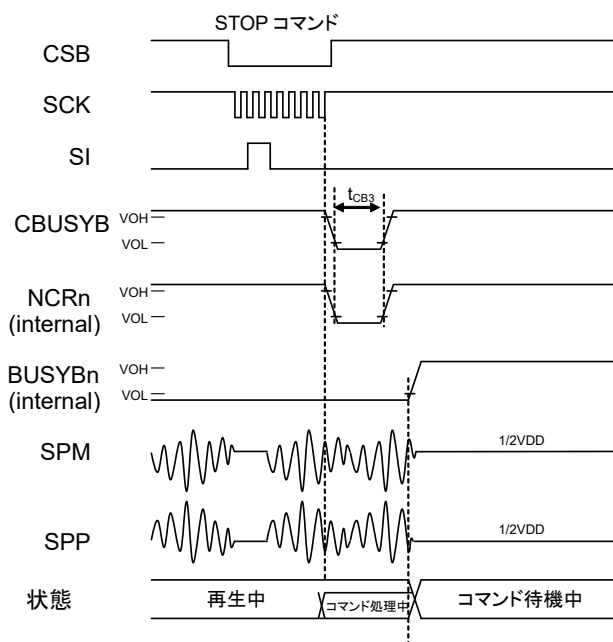 STOP コマンド
CSB
SCK
SI
tCB3
CBUSYB
VOH
VOL
NCRn
(internal)
VOH
VOL
BUSYBn
(internal)
VOH
VOL
SPM
1/2VDD
SPP
1/2VDD
状態
再生中
コマンド処理中
コマンド待機中